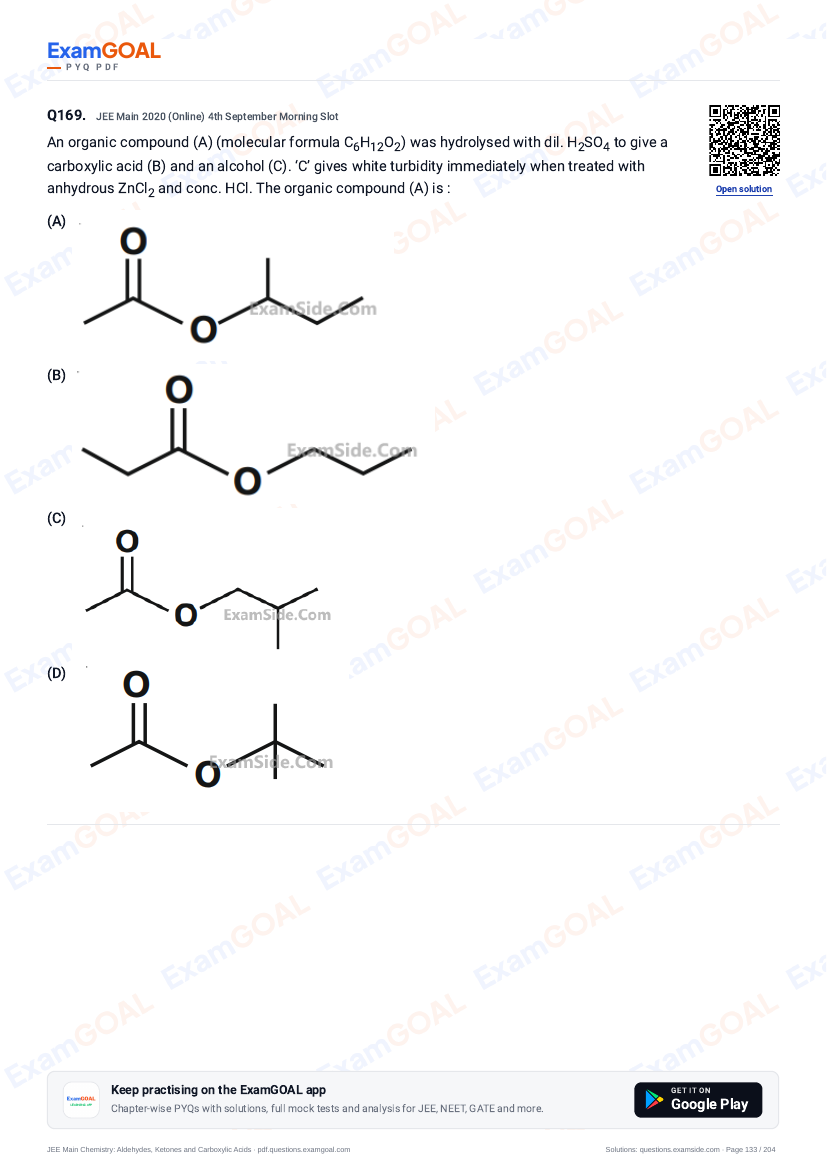 ExamGOAL
PYQ PDF
Q169. JEE Main 2020 (Online) 4th September Morning Slot
An organic compound (A) (molecular formula C6H12O2) was hydrolysed with dil. H2SO4 to give a
carboxylic acid (B) and an alcohol (C). ‘C’ gives white turbidity immediately when treated with
anhydrous ZnCl2 and conc. HCl. The organic compound (A) is :
Open solution
(A)
O
O
ExamSide.Com
(B)
O
O
ExamSide.Com
(C)
O
O
ExamSide.Com
(D)
O
O
ExamSide.Com
ExamGOAL
Keep practising on the ExamGOAL app
Chapter-wise PYQs with solutions, full mock tests and analysis for JEE, NEET, GATE and more.
GET IT ON
Google Play
JEE Main Chemistry: Aldehydes, Ketones and Carboxylic Acids · pdf.questions.examgoal.com
Solutions: questions.examside.com · Page 133 / 204